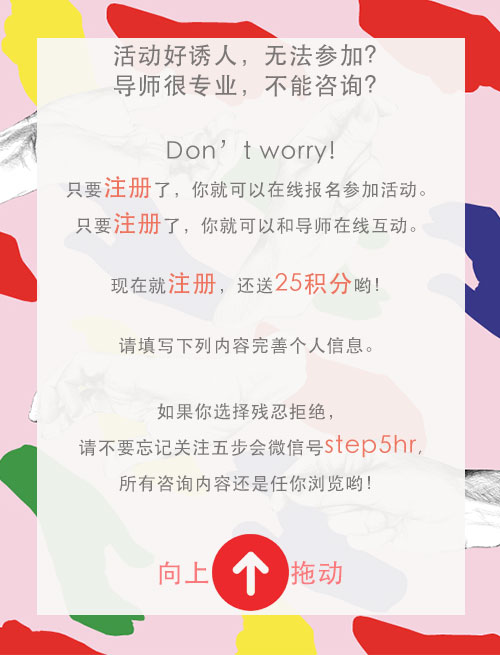 活动好诱人，无法参加？
导师很专业，不能咨询？
Don’t worry!
只要注册了，你就可以在线报名参加活动。
只要注册了，你就可以和导师在线互动。
现在就注册，还送25积分哟！
请填写下列内容完善个人信息。
如果你选择残忍拒绝，
请不要忘记关注五步会微信号step5hr，
所有咨询内容还是任你浏览哟！
向上 拖动